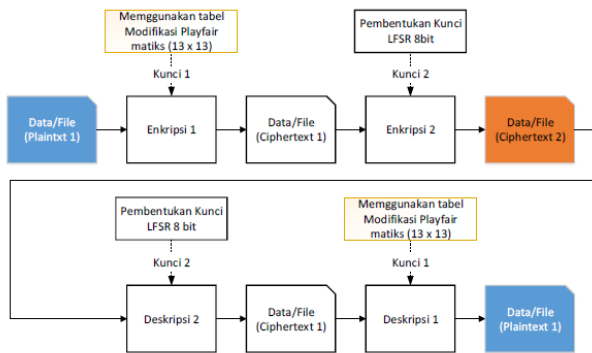 Memggunakan tabel
Modifikasi Playfair
matiks (13 x 13)
Pembentukan Kunci
LFSR 8bit
Kunci 1
Kunci 2
Data/File
(Plaintxt 1)
Enkripsi 1
Data/File
(Ciphertext 1)
Enkripsi 2
Data/File
(Ciphertext 2)
Pembentukan Kunci
LFSR 8 bit
Memggunakan tabel
Modifikasi Playfair
matiks (13 x 13)
Kunci 2
Kunci 1
Deskripsi 2
Data/File
(Ciphertext 1)
Deskripsi 1
Data/File
(Plaintext 1)